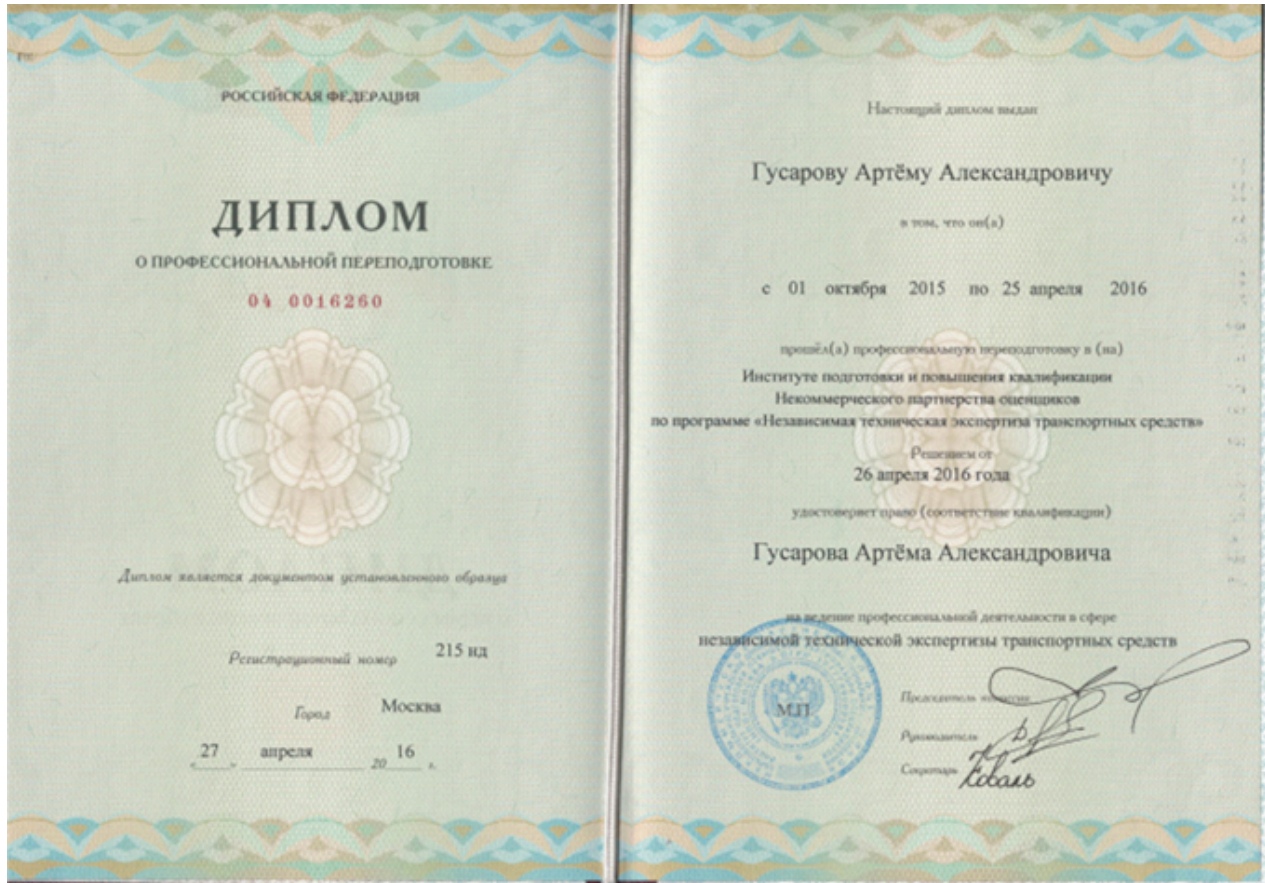 РОССИЙСКАЯ ФЕДЕРАЦИЯ
ДИПЛОМ
О ПРОФЕССИОНАЛЬНОЙ ПЕРЕПОДГОТОВКЕ
04 0016260
Диплом является документом установленного образца
Регистрационный номер 215 нд
Город Москва
«27» апреля 2016 г.
Настоящий диплом выдан
Гусарову Артёму Александровичу
в том, что он(а)
с 01 октября 2015 по 25 апреля 2016
прошёл(а) профессиональную переподготовку в (на)
Институте подготовки и повышения квалификации
Некоммерческого партнерства оценщиков
по программе «Независимая техническая экспертиза транспортных средств»
Решением от
26 апреля 2016 года
удостоверяет право (соответствие квалификации)
Гусарова Артёма Александровича
на ведение профессиональной деятельности в сфере
независимой технической экспертизы транспортных средств
М.П.
Председатель комиссии
Руководитель
Секретарь Коваль